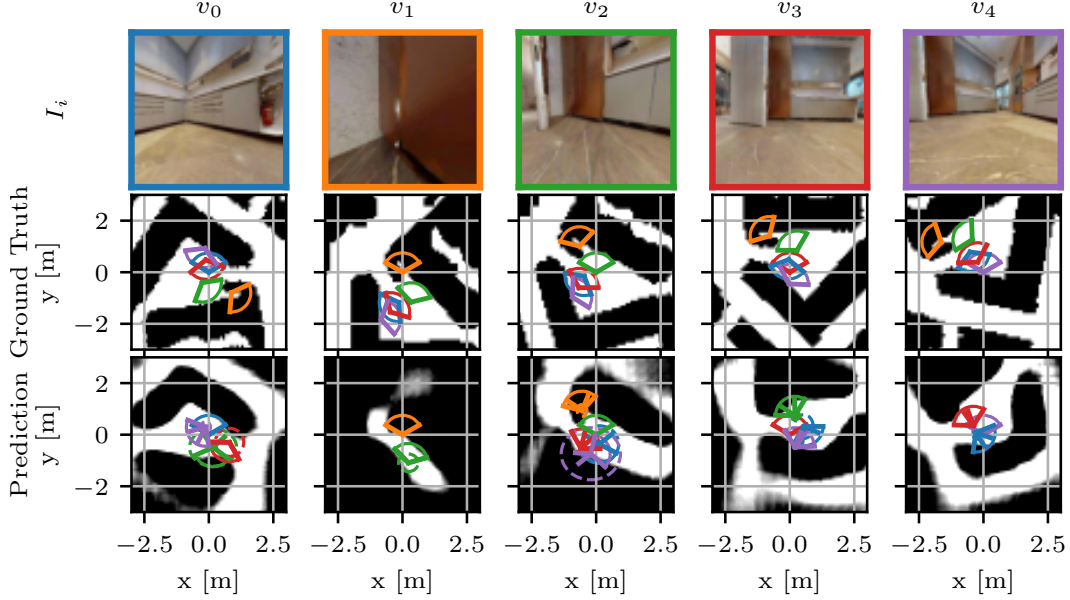 v₀ v₁ v₂ v₃ v₄
Iᵢ
Ground Truth
y [m]
2
0
−2
Prediction
y [m]
2
0
−2
−2.5 0.0 2.5 −2.5 0.0 2.5 −2.5 0.0 2.5 −2.5 0.0 2.5 −2.5 0.0 2.5
x [m] x [m] x [m] x [m] x [m]